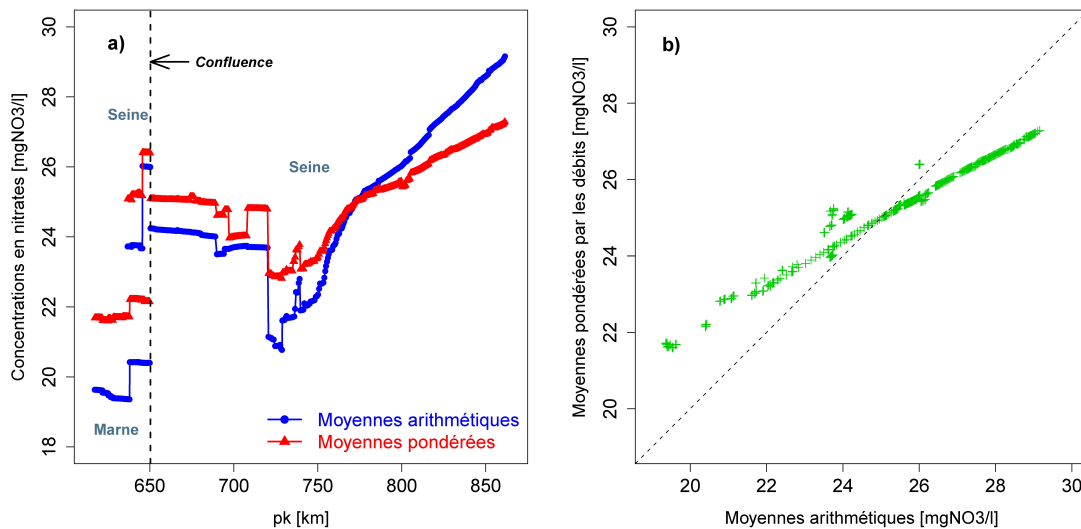 a)
Confluence
Seine
Seine
Marne
Moyennes arithmétiques
Moyennes pondérées
Concentrations en nitrates [mgNO3/l]
18 20 22 24 26 28 30
650 700 750 800 850
pk [km]
b)
Moyennes pondérées par les débits [mgNO3/l]
20 22 24 26 28 30
20 22 24 26 28 30
Moyennes arithmétiques [mgNO3/l]